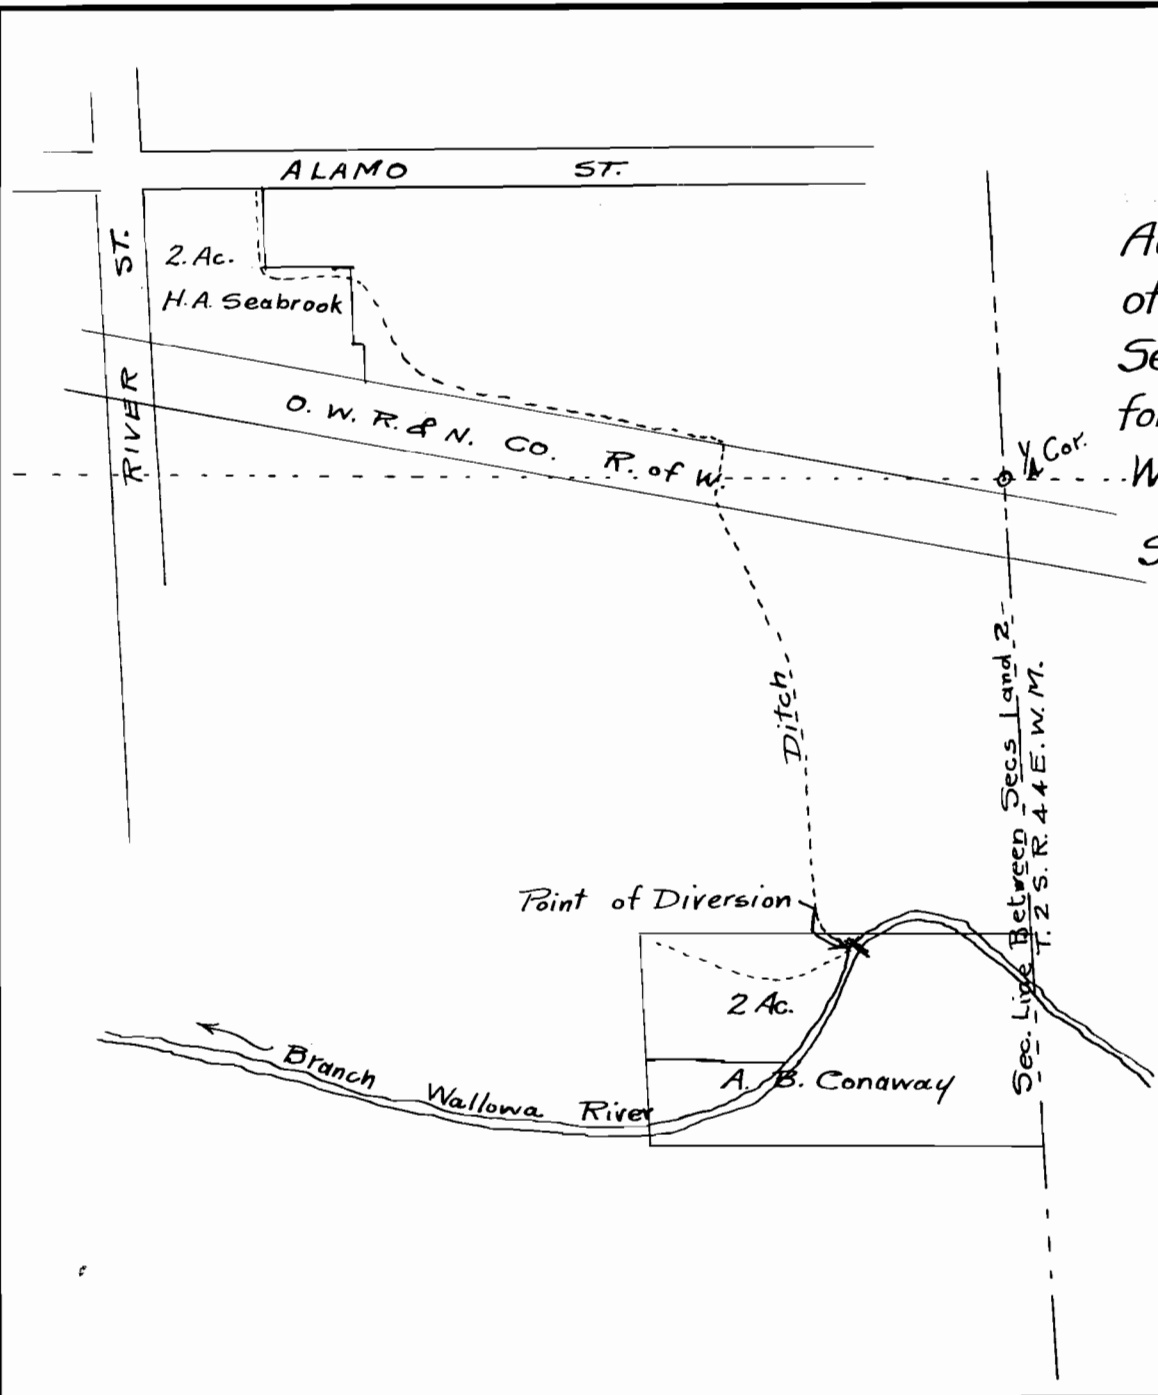 ALAMO ST.
RIVER ST.
2. Ac.
H.A. Seabrook
O. W. R. & N. Co. R. of W.
1/4 Cor.
Ditch
Sec. Line Between Secs 1 and 2
T. 2 S. R. 44 E. W. M.
Point of Diversion
2 Ac.
A. B. Conaway
Branch Wallowa River
of